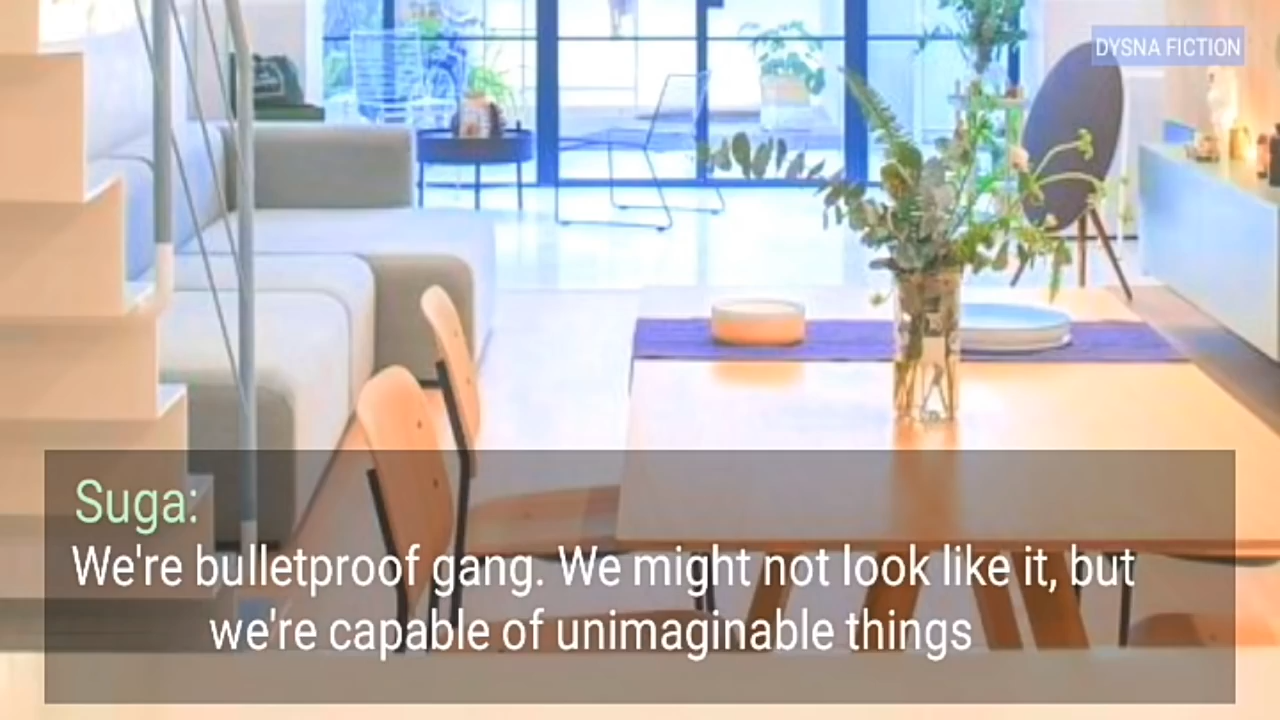 DYSNA FICTION
Suga:
We're bulletproof gang. We might not look like it, but
we're capable of unimaginable things